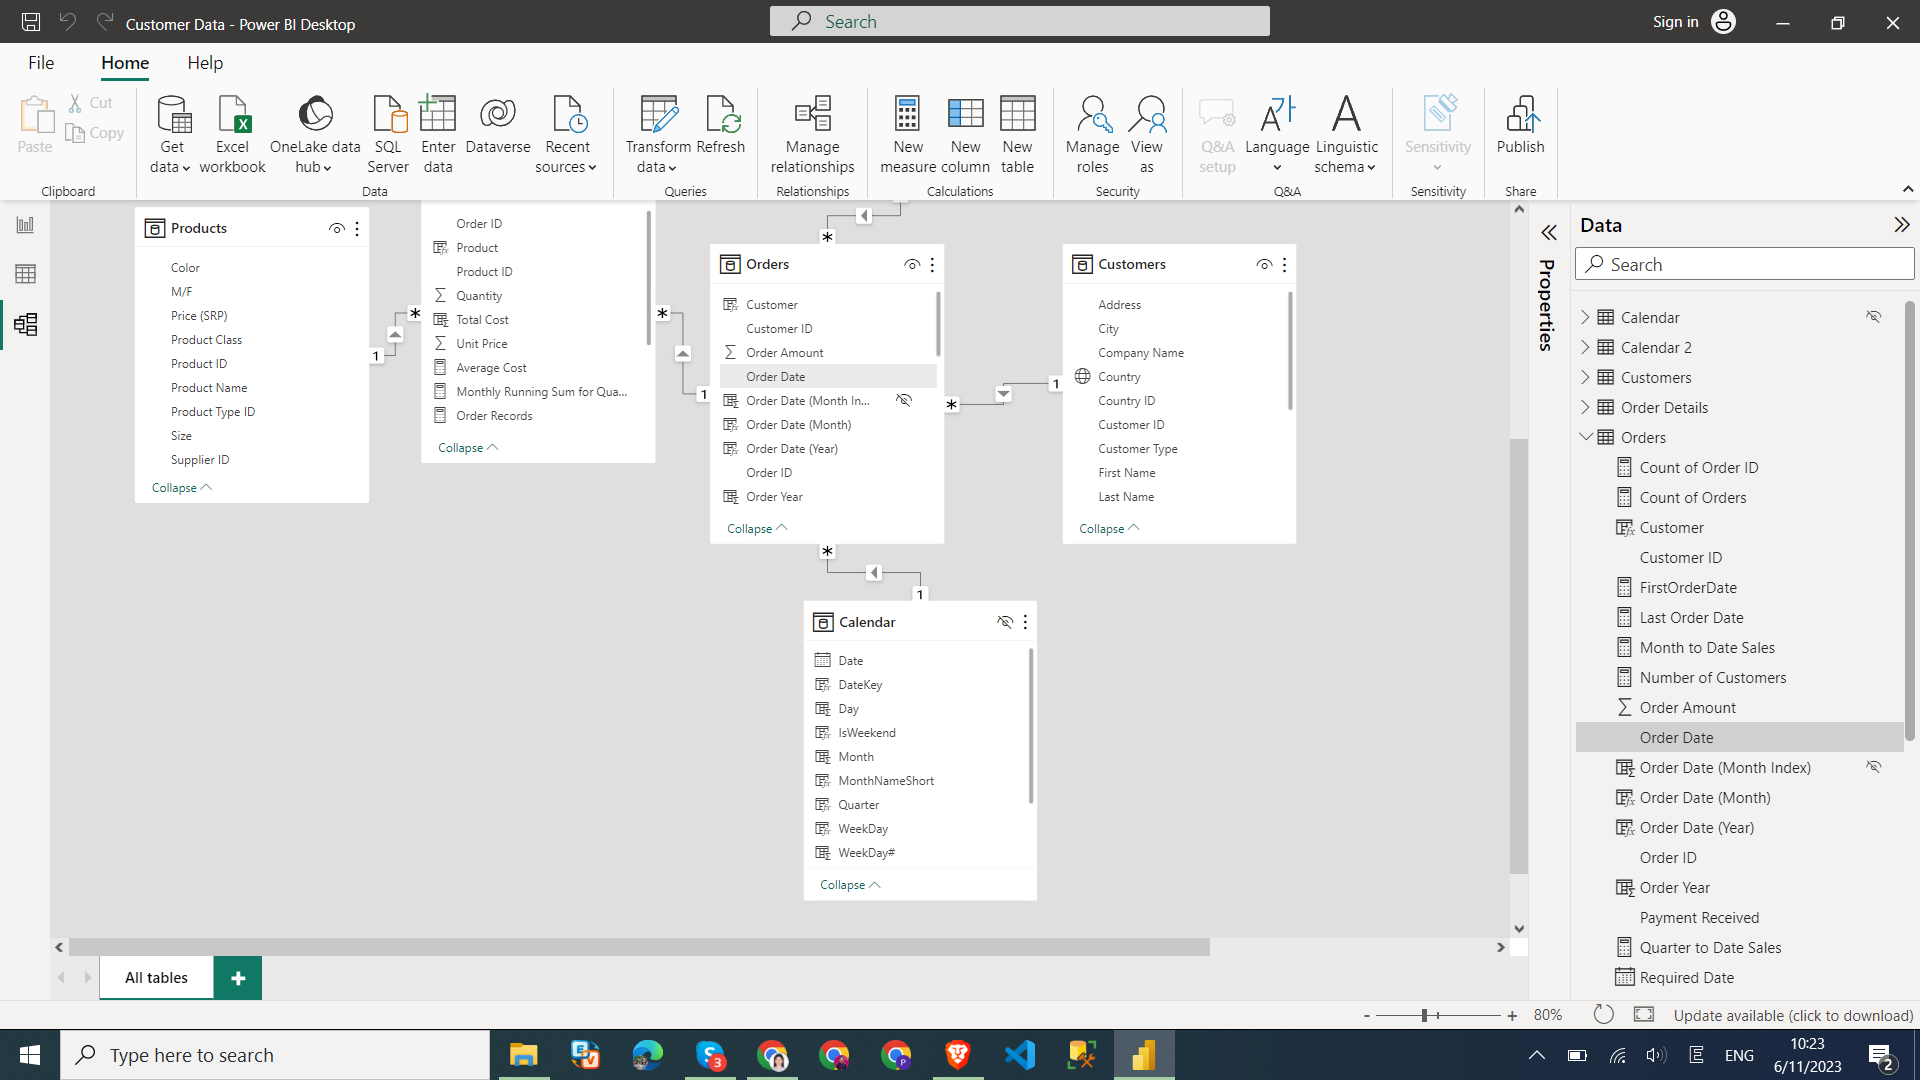 Customer Data - Power BI Desktop
Search
Sign in
File
Home
Help
Paste
Cut
Copy
Clipboard
Get data
Excel workbook
OneLake data hub
SQL Server
Enter data
Dataverse
Recent sources
Data
Transform data
Refresh
Queries
Manage relationships
Relationships
New measure
New column
New table
Calculations
Manage roles
View as
Security
Q&A setup
Language
Linguistic schema
Q&A
Sensitivity
Sensitivity
Publish
Share
Products
Color
M/F
Price (SRP)
Product Class
Product ID
Product Name
Product Type ID
Size
Supplier ID
Collapse
1
*
Order ID
Product
Product ID
Quantity
Total Cost
Unit Price
Average Cost
Monthly Running Sum for Qua...
Order Records
Collapse
*
1
*
Orders
Customer
Customer ID
Order Amount
Order Date
Order Date (Month In...
Order Date (Month)
Order Date (Year)
Order ID
Order Year
Collapse
*
1
Customers
Address
City
Company Name
Country
Country ID
Customer ID
Customer Type
First Name
Last Name
Collapse
*
1
Calendar
Date
DateKey
Day
IsWeekend
Month
MonthNameShort
Quarter
WeekDay
WeekDay#
Collapse
Properties
Data
Search
Calendar
Calendar 2
Customers
Order Details
Orders
Count of Order ID
Count of Orders
Customer
Customer ID
FirstOrderDate
Last Order Date
Month to Date Sales
Number of Customers
Order Amount
Order Date
Order Date (Month Index)
Order Date (Month)
Order Date (Year)
Order ID
Order Year
Payment Received
Quarter to Date Sales
Required Date
All tables
+
- + 80%
Update available (click to download)
Type here to search
3
P
ENG
10:23
6/11/2023
2